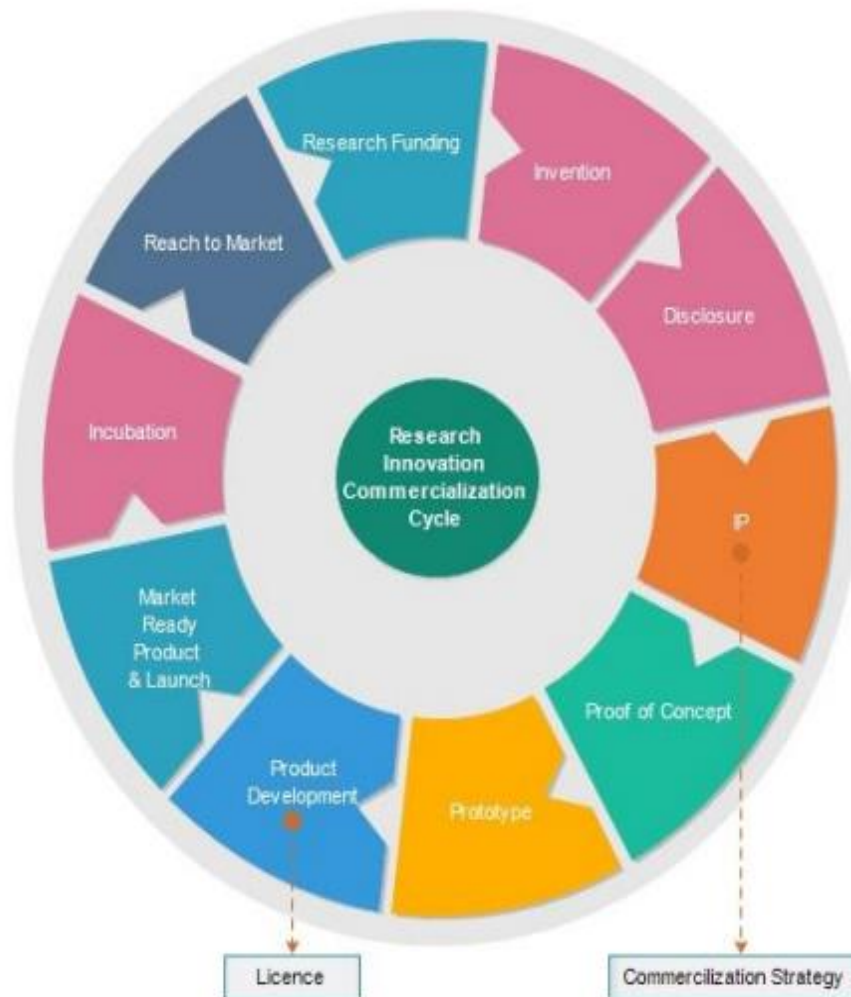 Research Funding
Invention
Disclosure
IP
Proof of Concept
Prototype
Product
Development
Market
Ready
Product
& Launch
Incubation
Reach to Market
Research
Innovation
Commercialization
Cycle
Licence
Commercilization Strategy